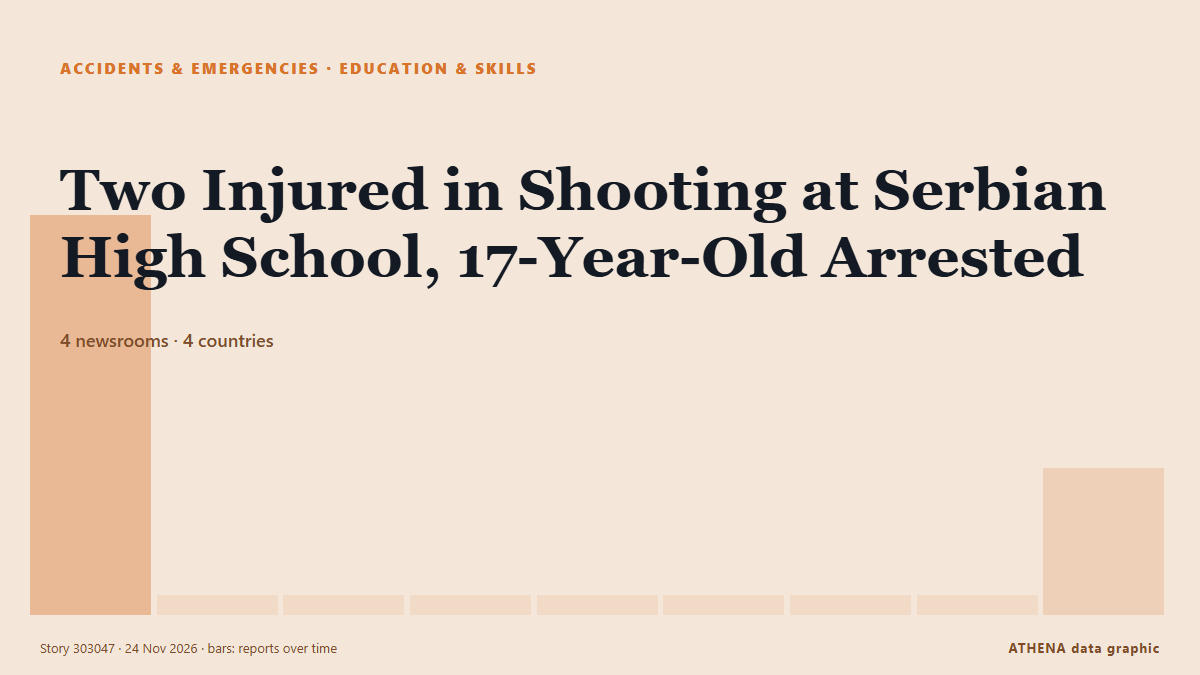 ACCIDENTS & EMERGENCIES · EDUCATION & SKILLS
Two Injured in Shooting at Serbian
High School, 17-Year-Old Arrested
4 newsrooms · 4 countries
Story 303047 · 24 Nov 2026 · bars: reports over time
ATHENA data graphic